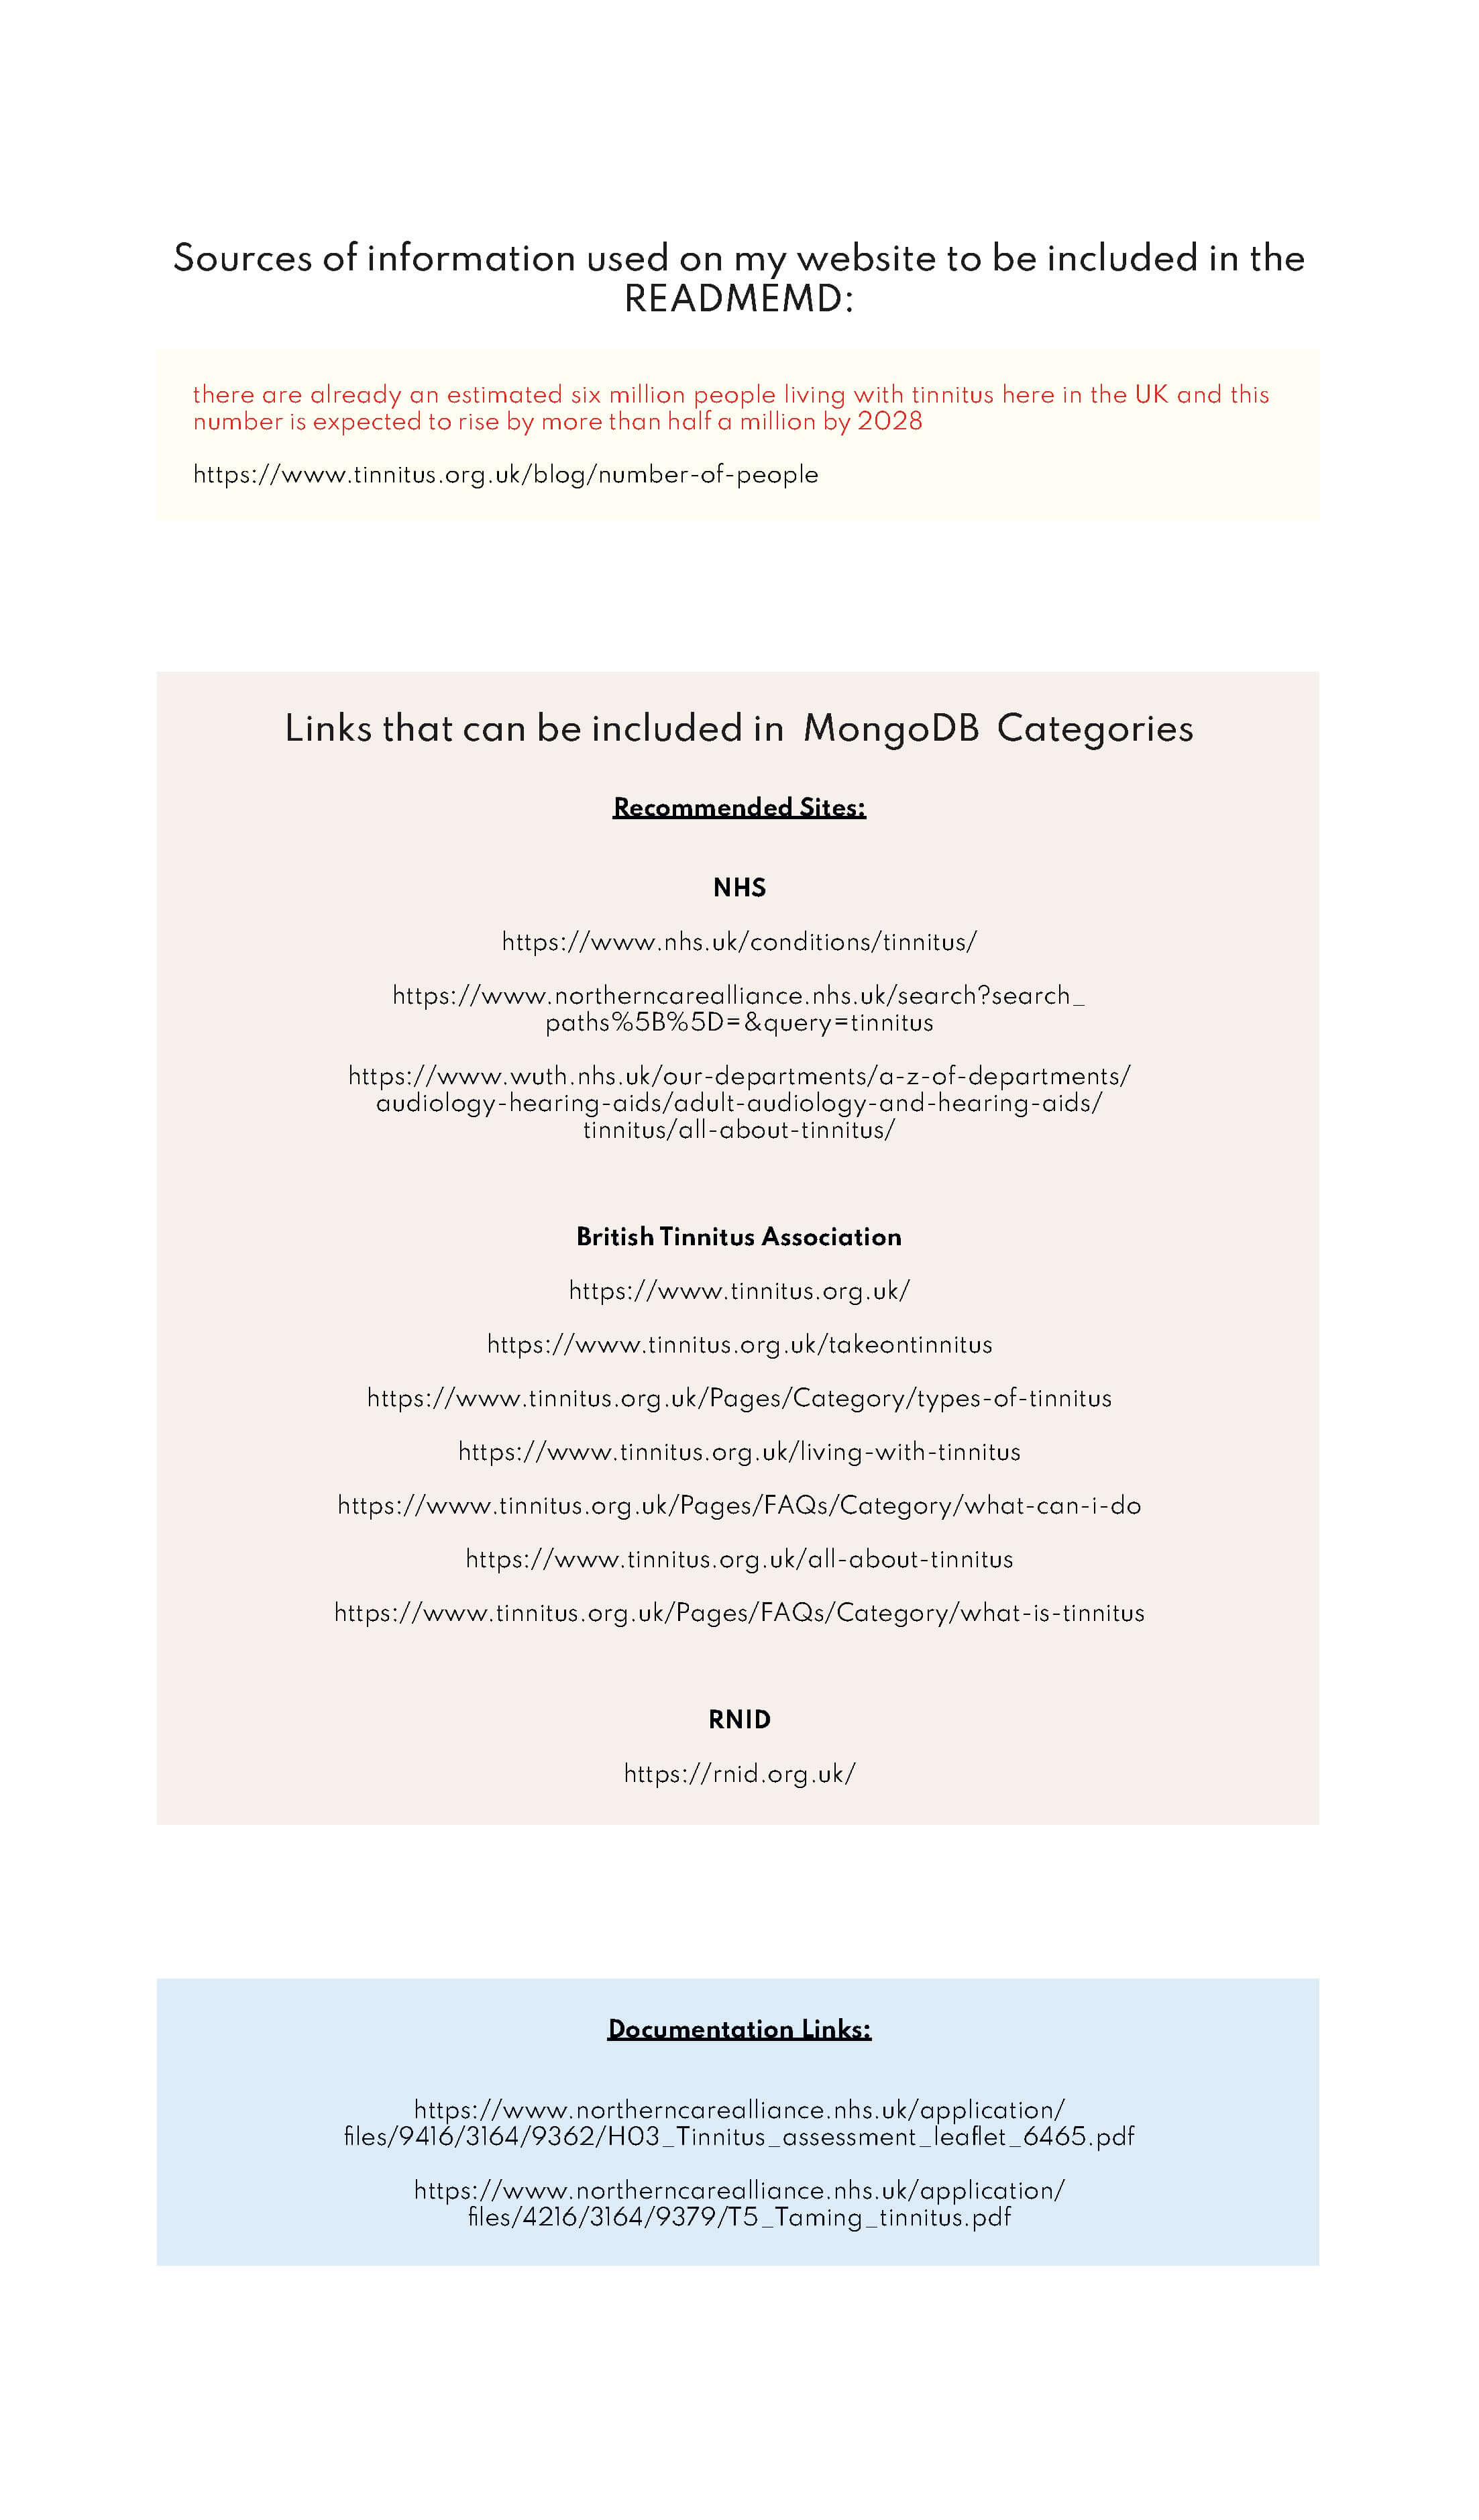 Sources of information used on my website to be included in the
READMEMD:
there are already an estimated six million people living with tinnitus here in the UK and this
number is expected to rise by more than half a million by 2028
https://www.tinnitus.org.uk/blog/number-of-people
Links that can be included in MongoDB Categories
Recommended Sites:
NHS
https://www.nhs.uk/conditions/tinnitus/
https://www.northerncarealliance.nhs.uk/search?search_
paths%5B%5D=&query=tinnitus
https://www.wuth.nhs.uk/our-departments/a-z-of-departments/
audiology-hearing-aids/adult-audiology-and-hearing-aids/
tinnitus/all-about-tinnitus/
British Tinnitus Association
https://www.tinnitus.org.uk/
https://www.tinnitus.org.uk/takeontinnitus
https://www.tinnitus.org.uk/Pages/Category/types-of-tinnitus
https://www.tinnitus.org.uk/living-with-tinnitus
https://www.tinnitus.org.uk/Pages/FAQs/Category/what-can-i-do
https://www.tinnitus.org.uk/all-about-tinnitus
https://www.tinnitus.org.uk/Pages/FAQs/Category/what-is-tinnitus
RNID
https://rnid.org.uk/
Documentation Links:
https://www.northerncarealliance.nhs.uk/application/
files/9416/3164/9362/H03_Tinnitus_assessment_leaflet_6465.pdf
https://www.northerncarealliance.nhs.uk/application/
files/4216/3164/9379/T5_Taming_tinnitus.pdf